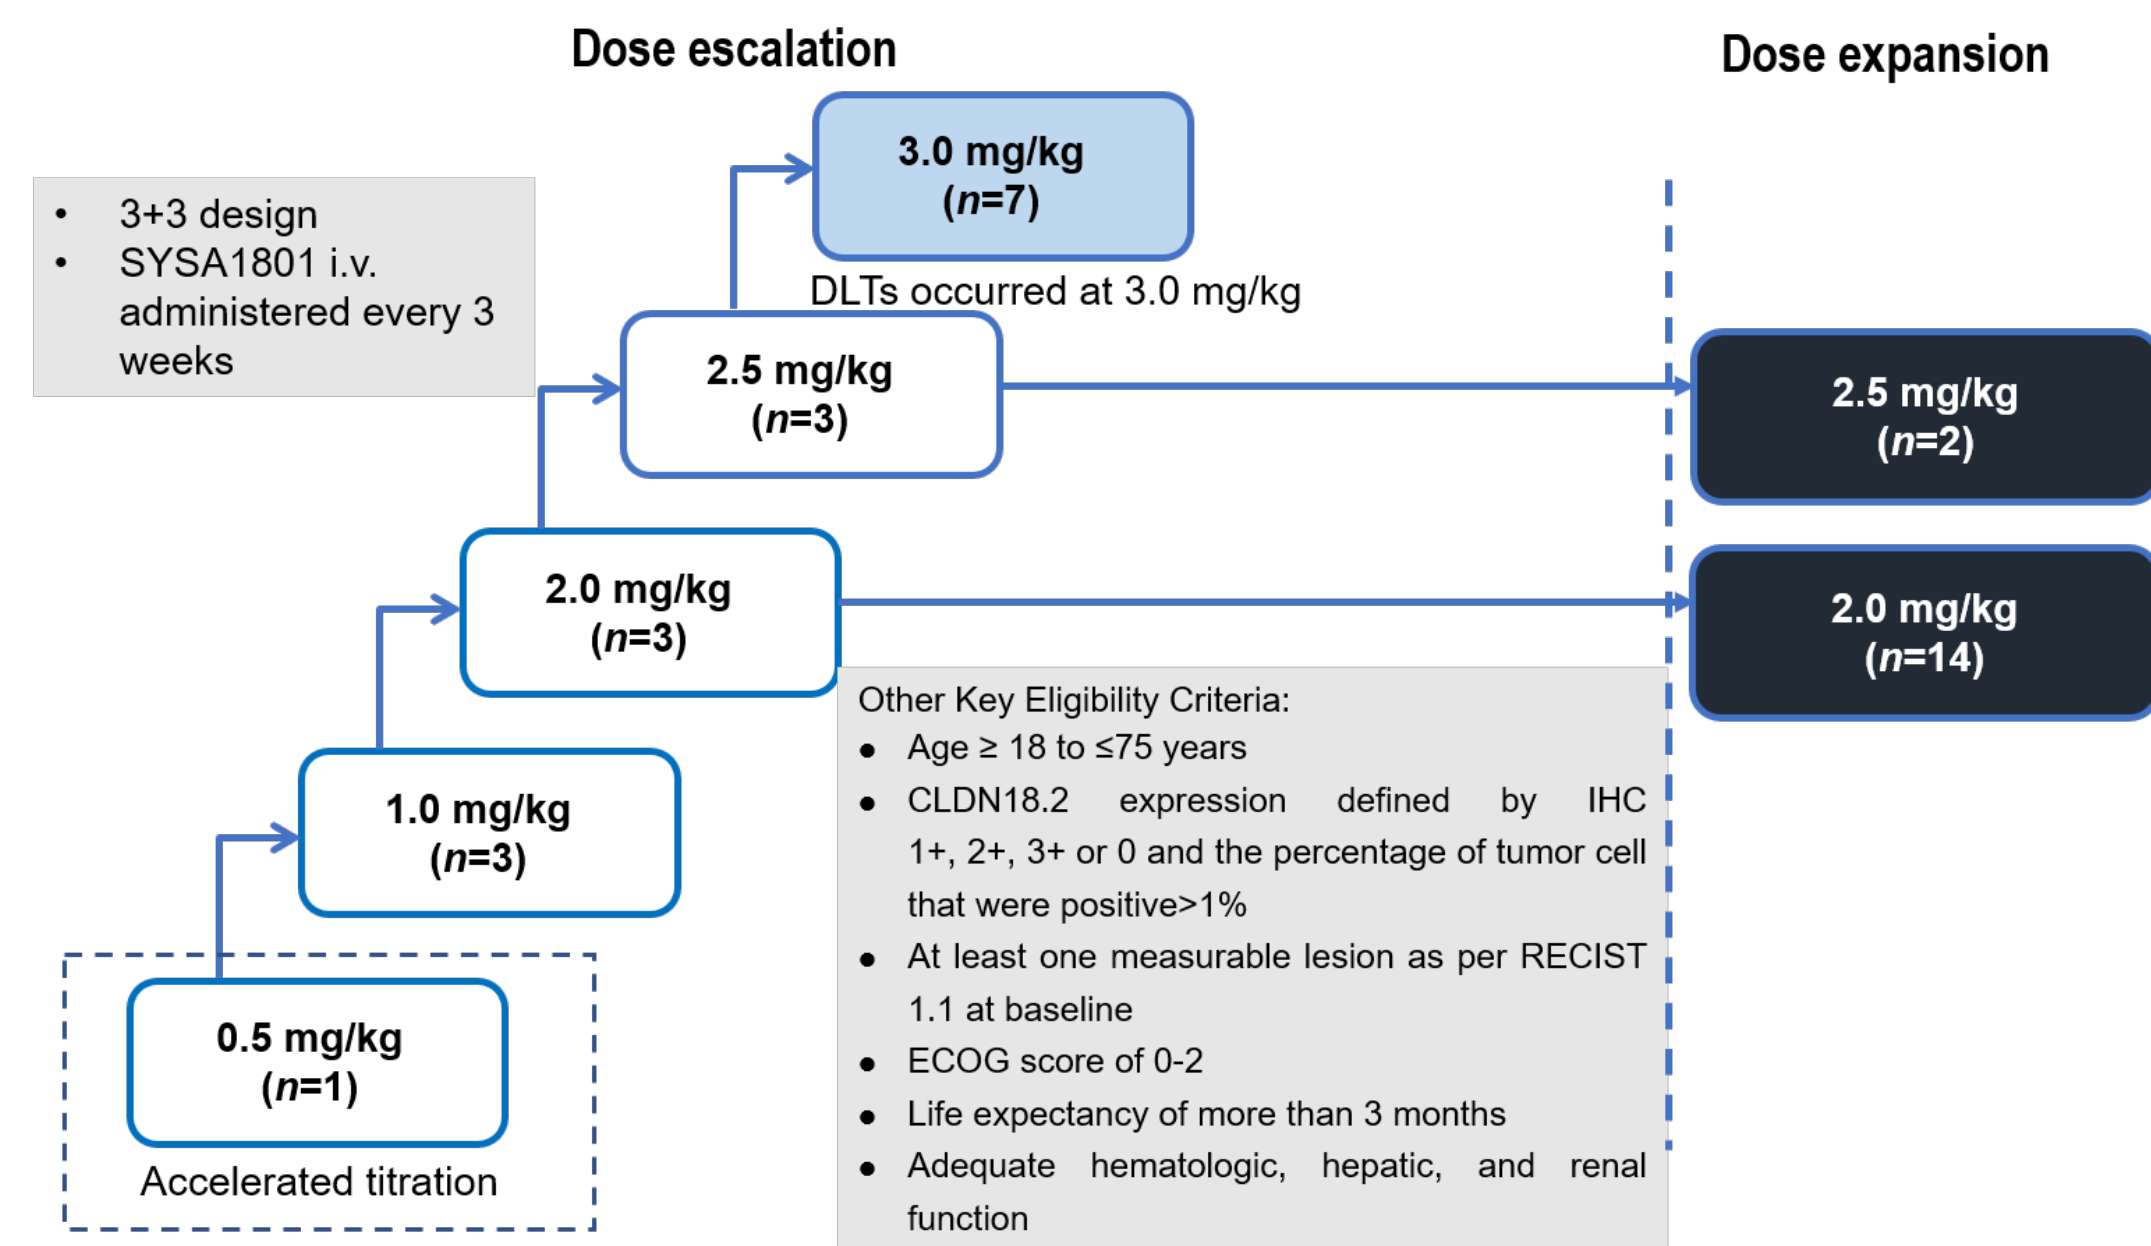 Dose escalation
Dose expansion
3.0 mg/kg
(n=7)
• 3+3 design
• SYSA1801 i.v.
administered every 3
weeks
DLTs occurred at 3.0 mg/kg
2.5 mg/kg
(n=3)
2.5 mg/kg
(n=2)
2.0 mg/kg
(n=3)
2.0 mg/kg
(n=14)
Other Key Eligibility Criteria:
● Age ≥ 18 to ≤75 years
● CLDN18.2 expression defined by IHC
1+, 2+, 3+ or 0 and the percentage of tumor cell
that were positive>1%
● At least one measurable lesion as per RECIST
1.1 at baseline
● ECOG score of 0-2
● Life expectancy of more than 3 months
● Adequate hematologic, hepatic, and renal
function
1.0 mg/kg
(n=3)
0.5 mg/kg
(n=1)
Accelerated titration